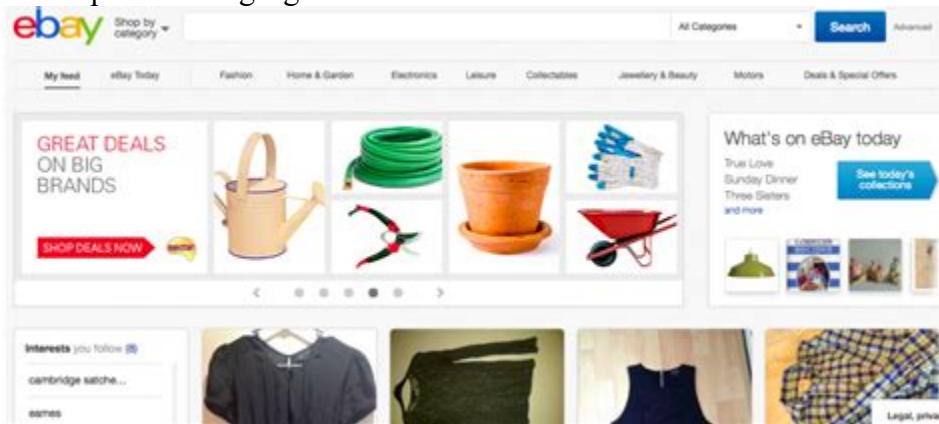 ebay
Shop by
category
All Categories
Search
Advanced
My feed
eBay Today
Fashion
Home & Garden
Electronics
Leisure
Collectables
Jewellery & Beauty
Motors
Deals & Special Offers
GREAT DEALS
ON BIG
BRANDS
SHOP DEALS NOW
nectar
What's on eBay today
True Love
Sunday Dinner
Three Sisters
and more
See today's
collections
Interests you follow (8)
cambridge satche...
eames
Legal, priva